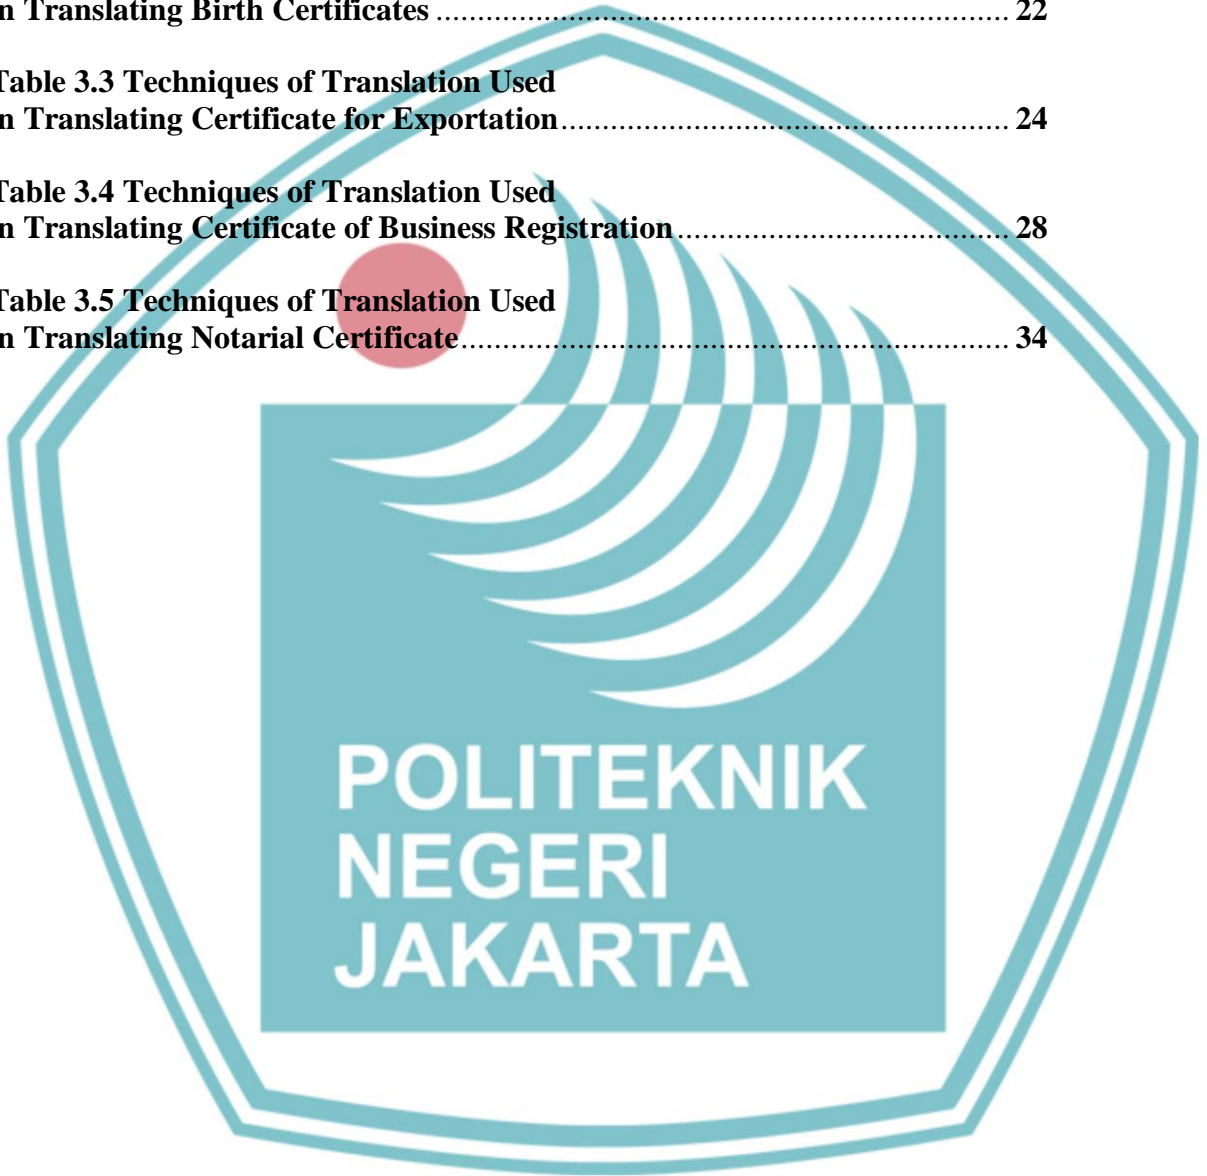 n Translating Birth Certificates ........................................................................ 22
Table 3.3 Techniques of Translation Used
n Translating Certificate for Exportation........................................................ 24
Table 3.4 Techniques of Translation Used
n Translating Certificate of Business Registration......................................... 28
Table 3.5 Techniques of Translation Used
n Translating Notarial Certificate..................................................................... 34
POLITEKNIK
NEGERI
JAKARTA